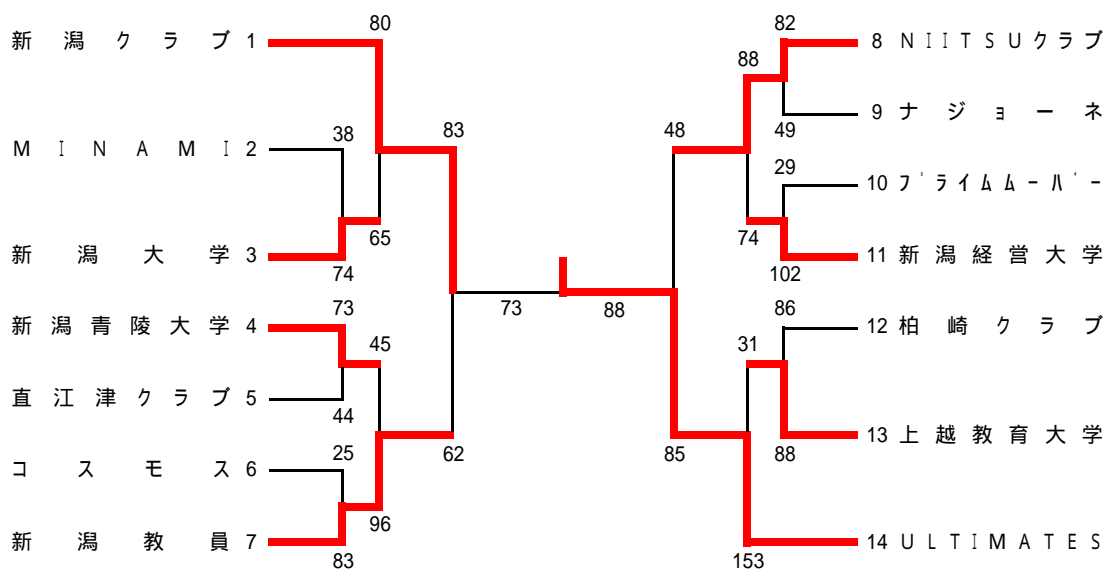 80
82
新潟クラブ 1
8 NIITSUクラブ
88
9 ナジョーネ
38
83
48
49
MINAMI 2
29
10 プライムムーバー
65
74
新潟大学 3
11 新潟経営大学
74
102
73
73
88
86
新潟青陵大学 4
12 柏崎クラブ
45
31
直江津クラブ 5
44
13 上越教育大学
25
62
85
88
コスモス 6
96
新潟教員 7
14 ULTIMATES
83
153